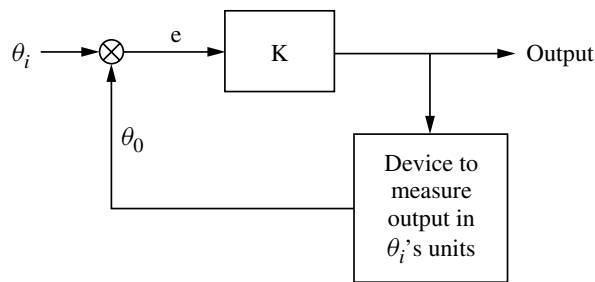 e
θᵢ
K
Output
θ₀
Device to
measure
output in
θᵢ's units